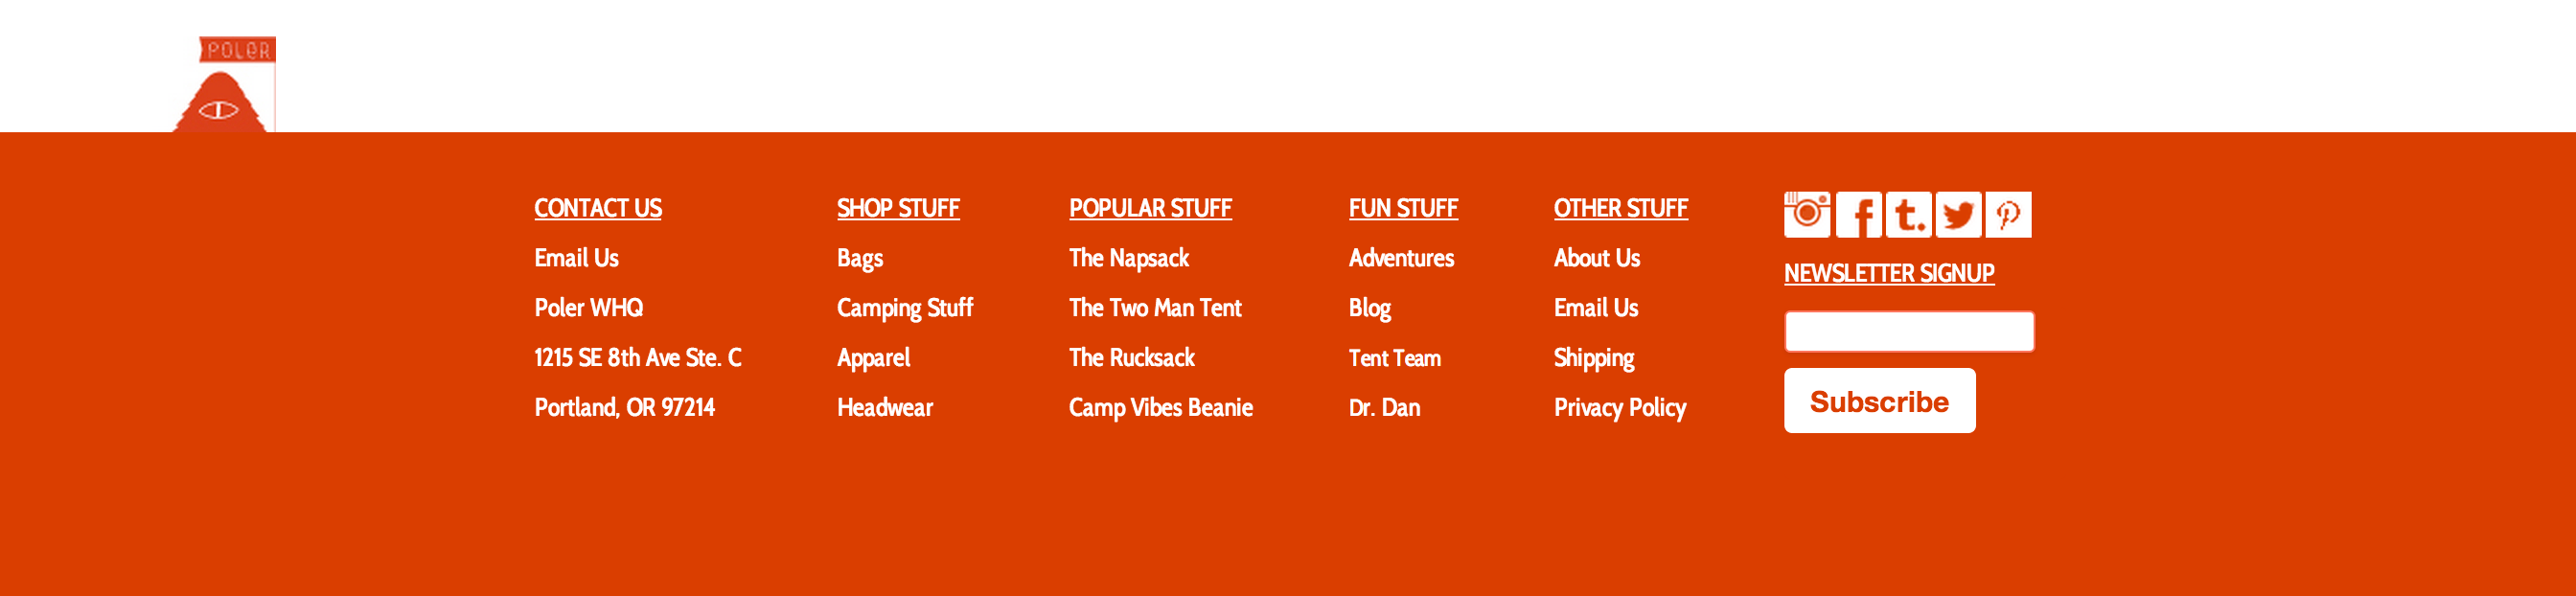 POLeR
CONTACT US
Email Us
Poler WHQ
1215 SE 8th Ave Ste. C
Portland, OR 97214
SHOP STUFF
Bags
Camping Stuff
Apparel
Headwear
POPULAR STUFF
The Napsack
The Two Man Tent
The Rucksack
Camp Vibes Beanie
FUN STUFF
Adventures
Blog
Tent Team
Dr. Dan
OTHER STUFF
About Us
Email Us
Shipping
Privacy Policy
NEWSLETTER SIGNUP
Subscribe